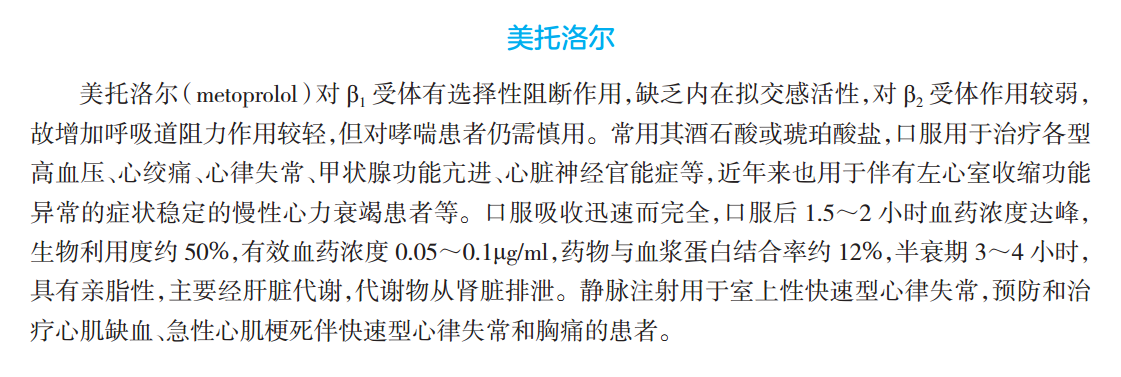 美托洛尔
美托洛尔(metoprolol)对 β₁ 受体有选择性阻断作用,缺乏内在拟交感活性,对 β₂ 受体作用较弱,
故增加呼吸道阻力作用较轻,但对哮喘患者仍需慎用。常用其酒石酸或琥珀酸盐,口服用于治疗各型
高血压、心绞痛、心律失常、甲状腺功能亢进、心脏神经官能症等,近年来也用于伴有左心室收缩功能
异常的症状稳定的慢性心力衰竭患者等。口服吸收迅速而完全,口服后 1.5～2 小时血药浓度达峰,
生物利用度约 50%,有效血药浓度 0.05～0.1μg/ml,药物与血浆蛋白结合率约 12%,半衰期 3～4 小时,
具有亲脂性,主要经肝脏代谢,代谢物从肾脏排泄。静脉注射用于室上性快速型心律失常,预防和治
疗心肌缺血、急性心肌梗死伴快速型心律失常和胸痛的患者。